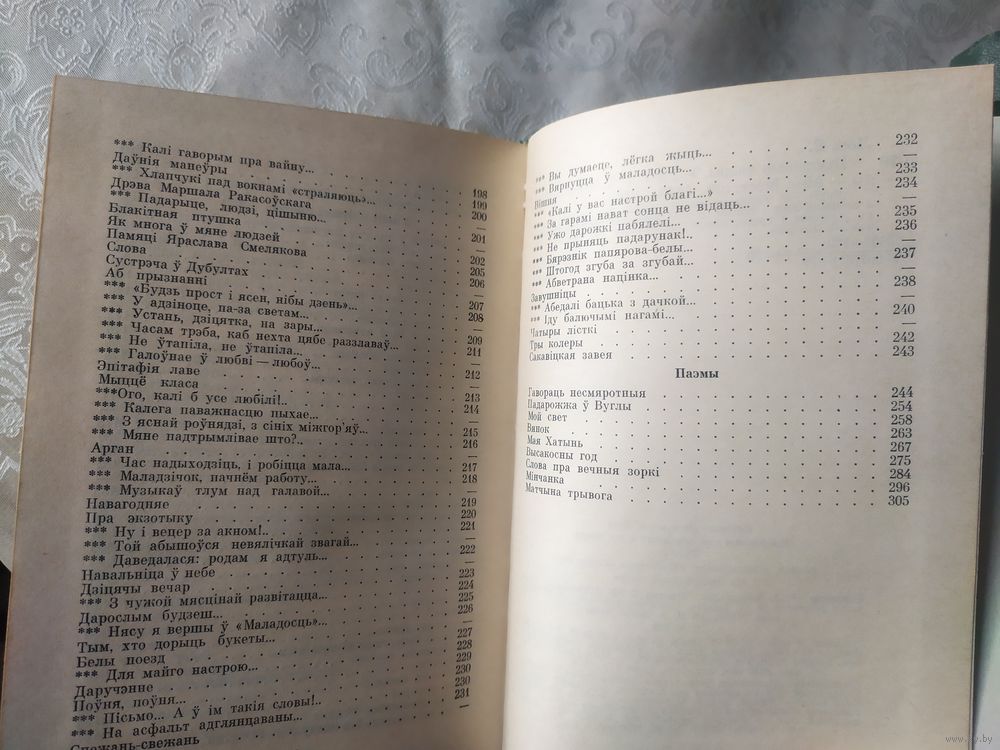 *** Калі гаворым пра вайну... 198
Даўнія манеўры 199
*** Хлапчукі пад вокнамі «страляюць»... 200
Дрэва Маршала Ракасоўскага —
*** Падарыце, людзі, цішыню... 201
Блакітная птушка —
Як многа ў мяне людзей 202
Памяці Яраслава Смелякова 205
Слова 206
Сустрэча ў Дубултах —
Аб прызнанні 207
*** «Будзь прост і ясен, нібы дзень»... 208
*** У адзіноце, па-за светам... —
*** Устань, дзіцятка, на зары... 209
*** Часам трэба, каб нехта цябе раззлаваў... 211
*** Не ўтапіла, не ўтапіла... —
*** Галоўнае ў любві — любоў... 212
Эпітафія лаве —
Мыццё класа 213
***Ого, калі б усе любілі!.. 214
*** Калега паважнасцю пыхае... —
*** З яснай роўнядзі, з сініх міжгор'яў... 215
*** Мяне падтрымлівае што?.. 216
Арган —
*** Час надыходзіць, і робіцца мала... 217
*** Маладзічок, пачнём работу... 218
*** Музыкаў тлум над галавой... —
Навагодняе 219
Пра экзотыку 220
*** Ну і вецер за акном!.. 221
*** Той абышоўся невялічкай звагай... —
*** Даведалася: родам я адтуль... 222
Навальніца ў небе —
Дзіцячы вечар 223
*** З чужой мясцінай развітацца... 224
Дарослым будзеш... 225
*** Нясу я вершы ў «Маладосць»... 226
Тым, хто дорыць букеты... —
Белы поезд 227
*** Для майго настрою... 228
Даручэнне 229
Поўня, поўня... 230
*** Пісьмо... А ў ім такія словы!.. 230
*** На асфальт адглянцаваны... 231
—
*** Вы думаеце, лёгка жыць... 232
*** Вярнуцца ў маладосць... —
Вішня 233
*** «Калі ў вас настрой благі...» 234
*** За гарамі нават сонца не відаць... —
*** Ужо дарожкі пабялелі... 235
*** Не прыняць падарунак!.. 236
*** Бярэзнік папярова-белы... —
*** Штогод згуба за згубай... 237
*** Абветрана націнка... —
Завушніцы 238
*** Абедалі бацька з дачкой... —
*** Іду балючымі нагамі... 240
Чатыры лісткі —
Тры колеры 242
Сакавіцкая завея 243
Паэмы
Гавораць несмяротныя 244
Падарожжа ў Вуглы 254
Мой свет 258
Вінок 263
Мая Хатынь 267
Высакосны год 275
Слова пра вечныя зоркі 284
Мінчанка 296
Матчына трывога 305